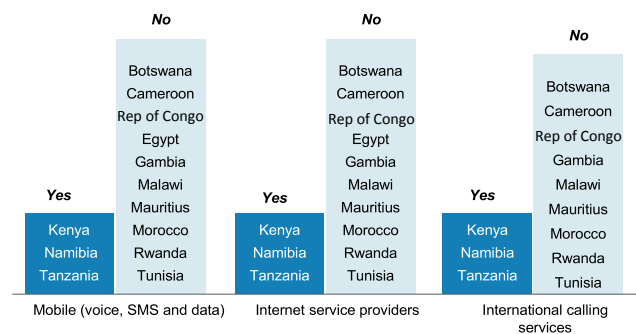 No
Botswana
Cameroon
Rep of Congo
Egypt
Gambia
Malawi
Mauritius
Morocco
Rwanda
Tunisia
Yes
Kenya
Namibia
Tanzania
Mobile (voice, SMS and data)
No
Botswana
Cameroon
Rep of Congo
Egypt
Gambia
Malawi
Mauritius
Morocco
Rwanda
Tunisia
Yes
Kenya
Namibia
Tanzania
Internet service providers
No
Botswana
Cameroon
Rep of Congo
Gambia
Malawi
Mauritius
Morocco
Rwanda
Tunisia
Yes
Kenya
Namibia
Tanzania
International calling
services